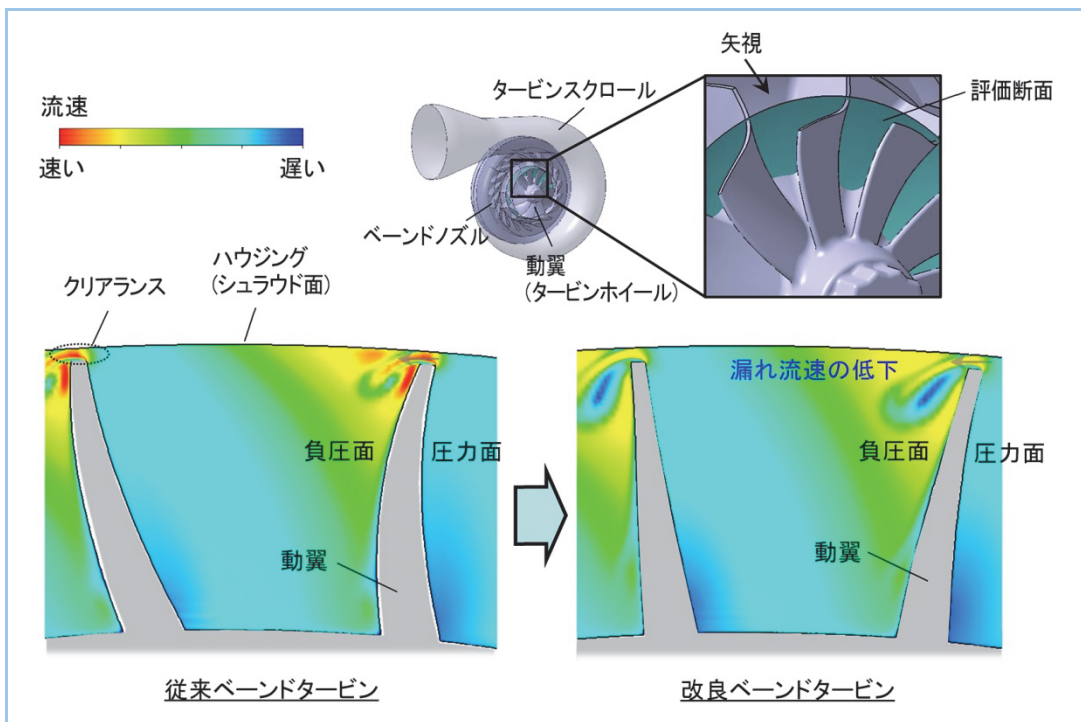 矢視
タービンスクロール
評価断面
流速
速い
遅い
ベーンドノズル
動翼
(タービンホイール)
ハウジング
(シュラウド面)
クリアランス
漏れ流速の低下
負圧面
圧力面
負圧面
圧力面
動翼
動翼
従来ベーンドタービン
改良ベーンドタービン